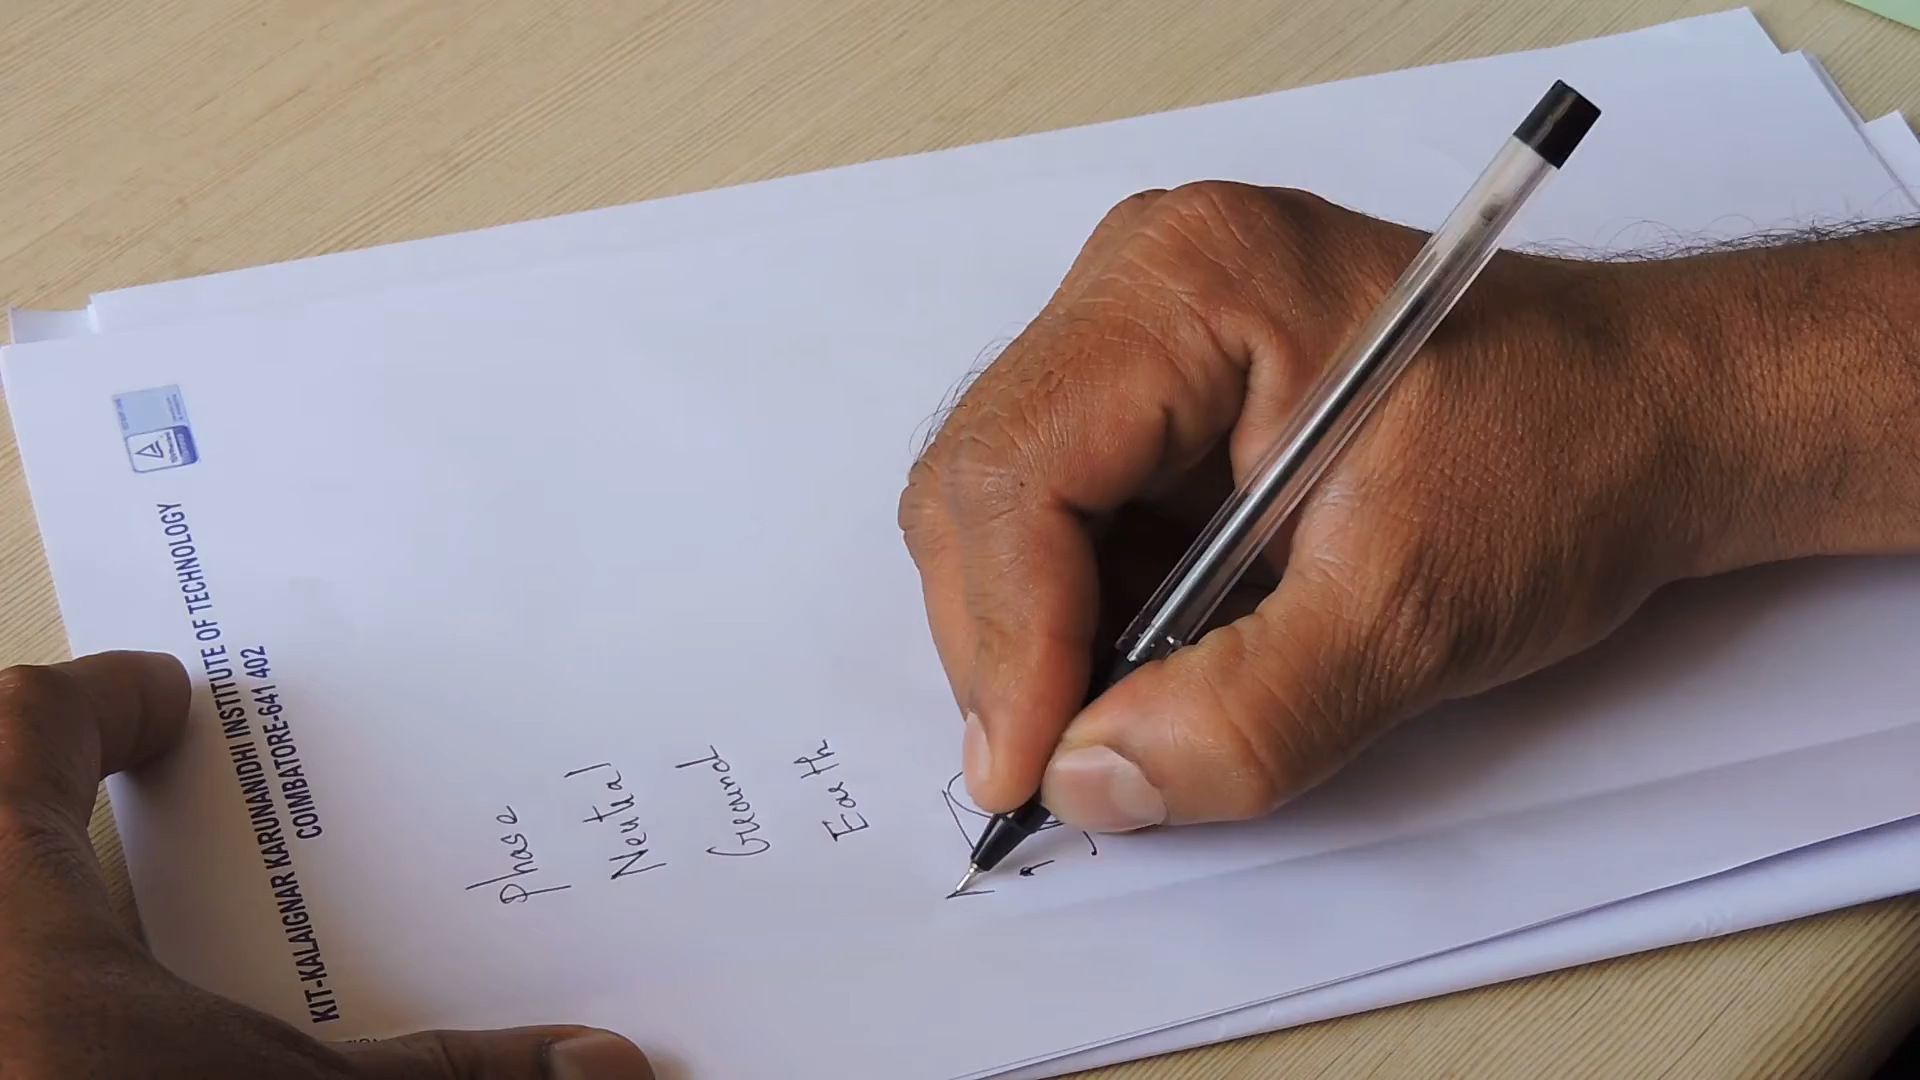 KIT-KALAIGNAR KARUNANIDHI INSTITUTE OF TECHNOLOGY
COIMBATORE-641 402
Phase
Neutral
Ground
Earth